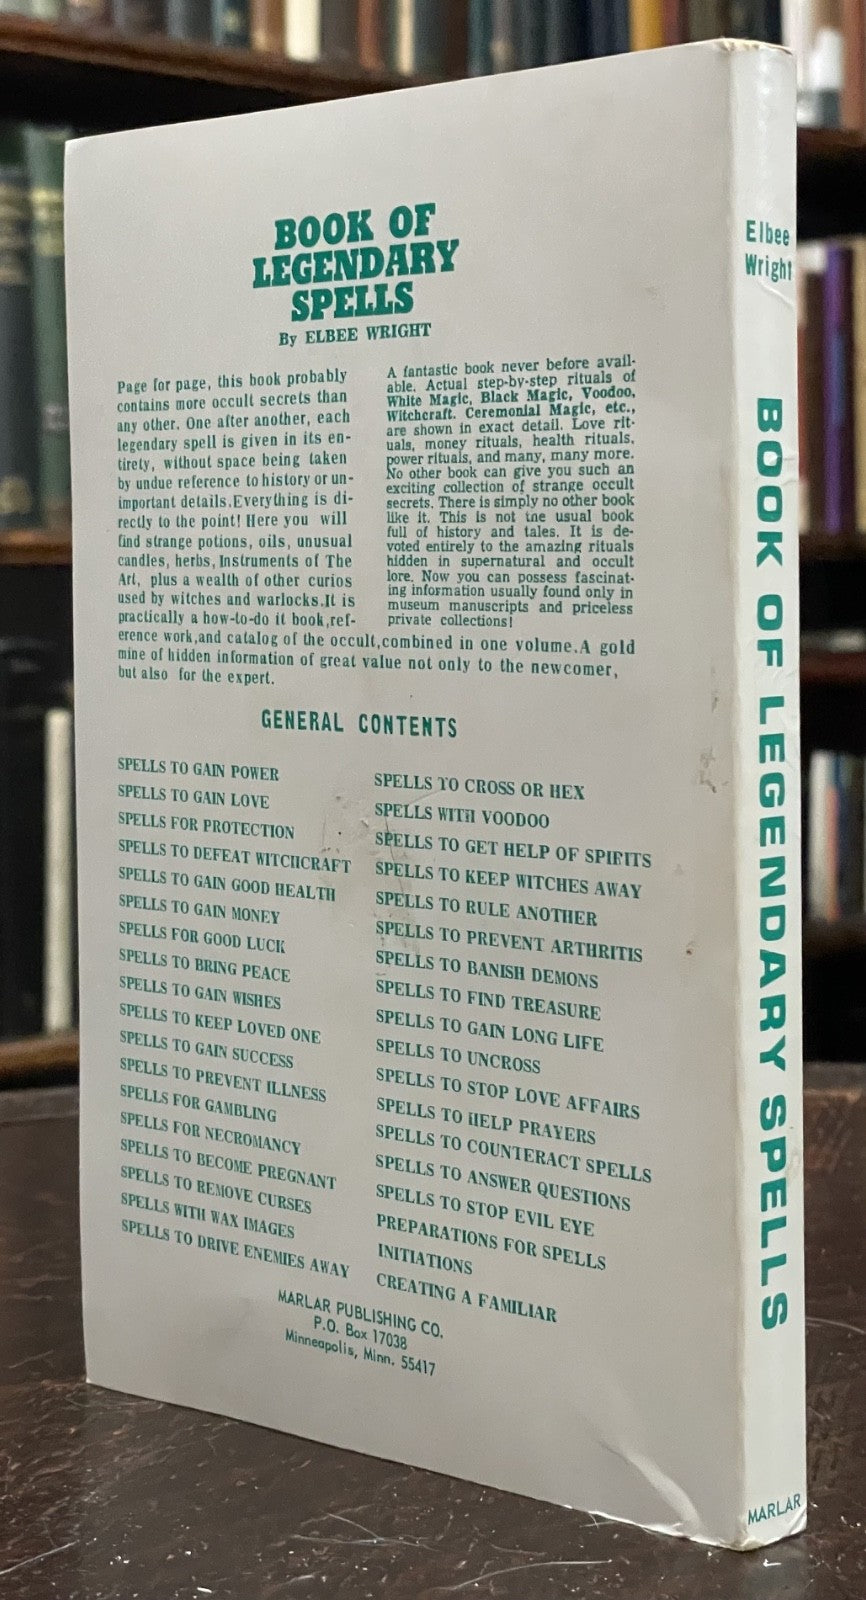 BOOK OF
LEGENDARY
SPELLS
By ELBEE WRIGHT
Page for page, this book probably
contains more occult secrets than
any other. One after another, each
legendary spell is given in its en-
tirety, without space being taken
by undue reference to history or un-
important details.Everything is di-
rectly to the point! Here you will
find strange potions, oils, unusual
candles, herbs, Instruments of The
Art, plus a wealth of other curios
used by witches and warlocks.It is
practically a how-to-do it book,ref-
erence work,and catalog of the occult,combined in one volume.A gold
mine of hidden information of great value not only to the newcomer,
but also for the expert.
A fantastic book never before avail-
able. Actual step-by-step rituals of
White Magic, Black Magic, Voodoo,
Witchcraft. Ceremonial Magic, etc.,
are shown in exact detail. Love rit-
uals, money rituals, health rituals,
power rituals, and many, many more.
No other book can give you such an
exciting collection of strange occult
secrets. There is simply no other book
like it. This is not the usual book
full of history and tales. It is de-
voted entirely to the amazing rituals
hidden in supernatural and occult
lore. Now you can possess fascinat-
ing information usually found only in
museum manuscripts and priceless
private collections!
GENERAL CONTENTS
SPELLS TO GAIN POWER
SPELLS TO GAIN LOVE
SPELLS FOR PROTECTION
SPELLS TO DEFEAT WITCHCRAFT
SPELLS TO GAIN GOOD HEALTH
SPELLS TO GAIN MONEY
SPELLS FOR GOOD LUCK
SPELLS TO BRING PEACE
SPELLS TO GAIN WISHES
SPELLS TO KEEP LOVED ONE
SPELLS TO GAIN SUCCESS
SPELLS TO PREVENT ILLNESS
SPELLS FOR GAMBLING
SPELLS FOR NECROMANCY
SPELLS TO BECOME PREGNANT
SPELLS TO REMOVE CURSES
SPELLS WITH WAX IMAGES
SPELLS TO DRIVE ENEMIES AWAY
SPELLS TO CROSS OR HEX
SPELLS WITH VOODOO
SPELLS TO GET HELP OF SPIRITS
SPELLS TO KEEP WITCHES AWAY
SPELLS TO RULE ANOTHER
SPELLS TO PREVENT ARTHRITIS
SPELLS TO BANISH DEMONS
SPELLS TO FIND TREASURE
SPELLS TO GAIN LONG LIFE
SPELLS TO UNCROSS
SPELLS TO STOP LOVE AFFAIRS
SPELLS TO HELP PRAYERS
SPELLS TO COUNTERACT SPELLS
SPELLS TO ANSWER QUESTIONS
SPELLS TO STOP EVIL EYE
PREPARATIONS FOR SPELLS
INITIATIONS
CREATING A FAMILIAR
MARLAR PUBLISHING CO.
P.O. Box 17038
Minneapolis, Minn. 55417
Elbee
Wright
BOOK OF LEGENDARY SPELLS
MARLAR